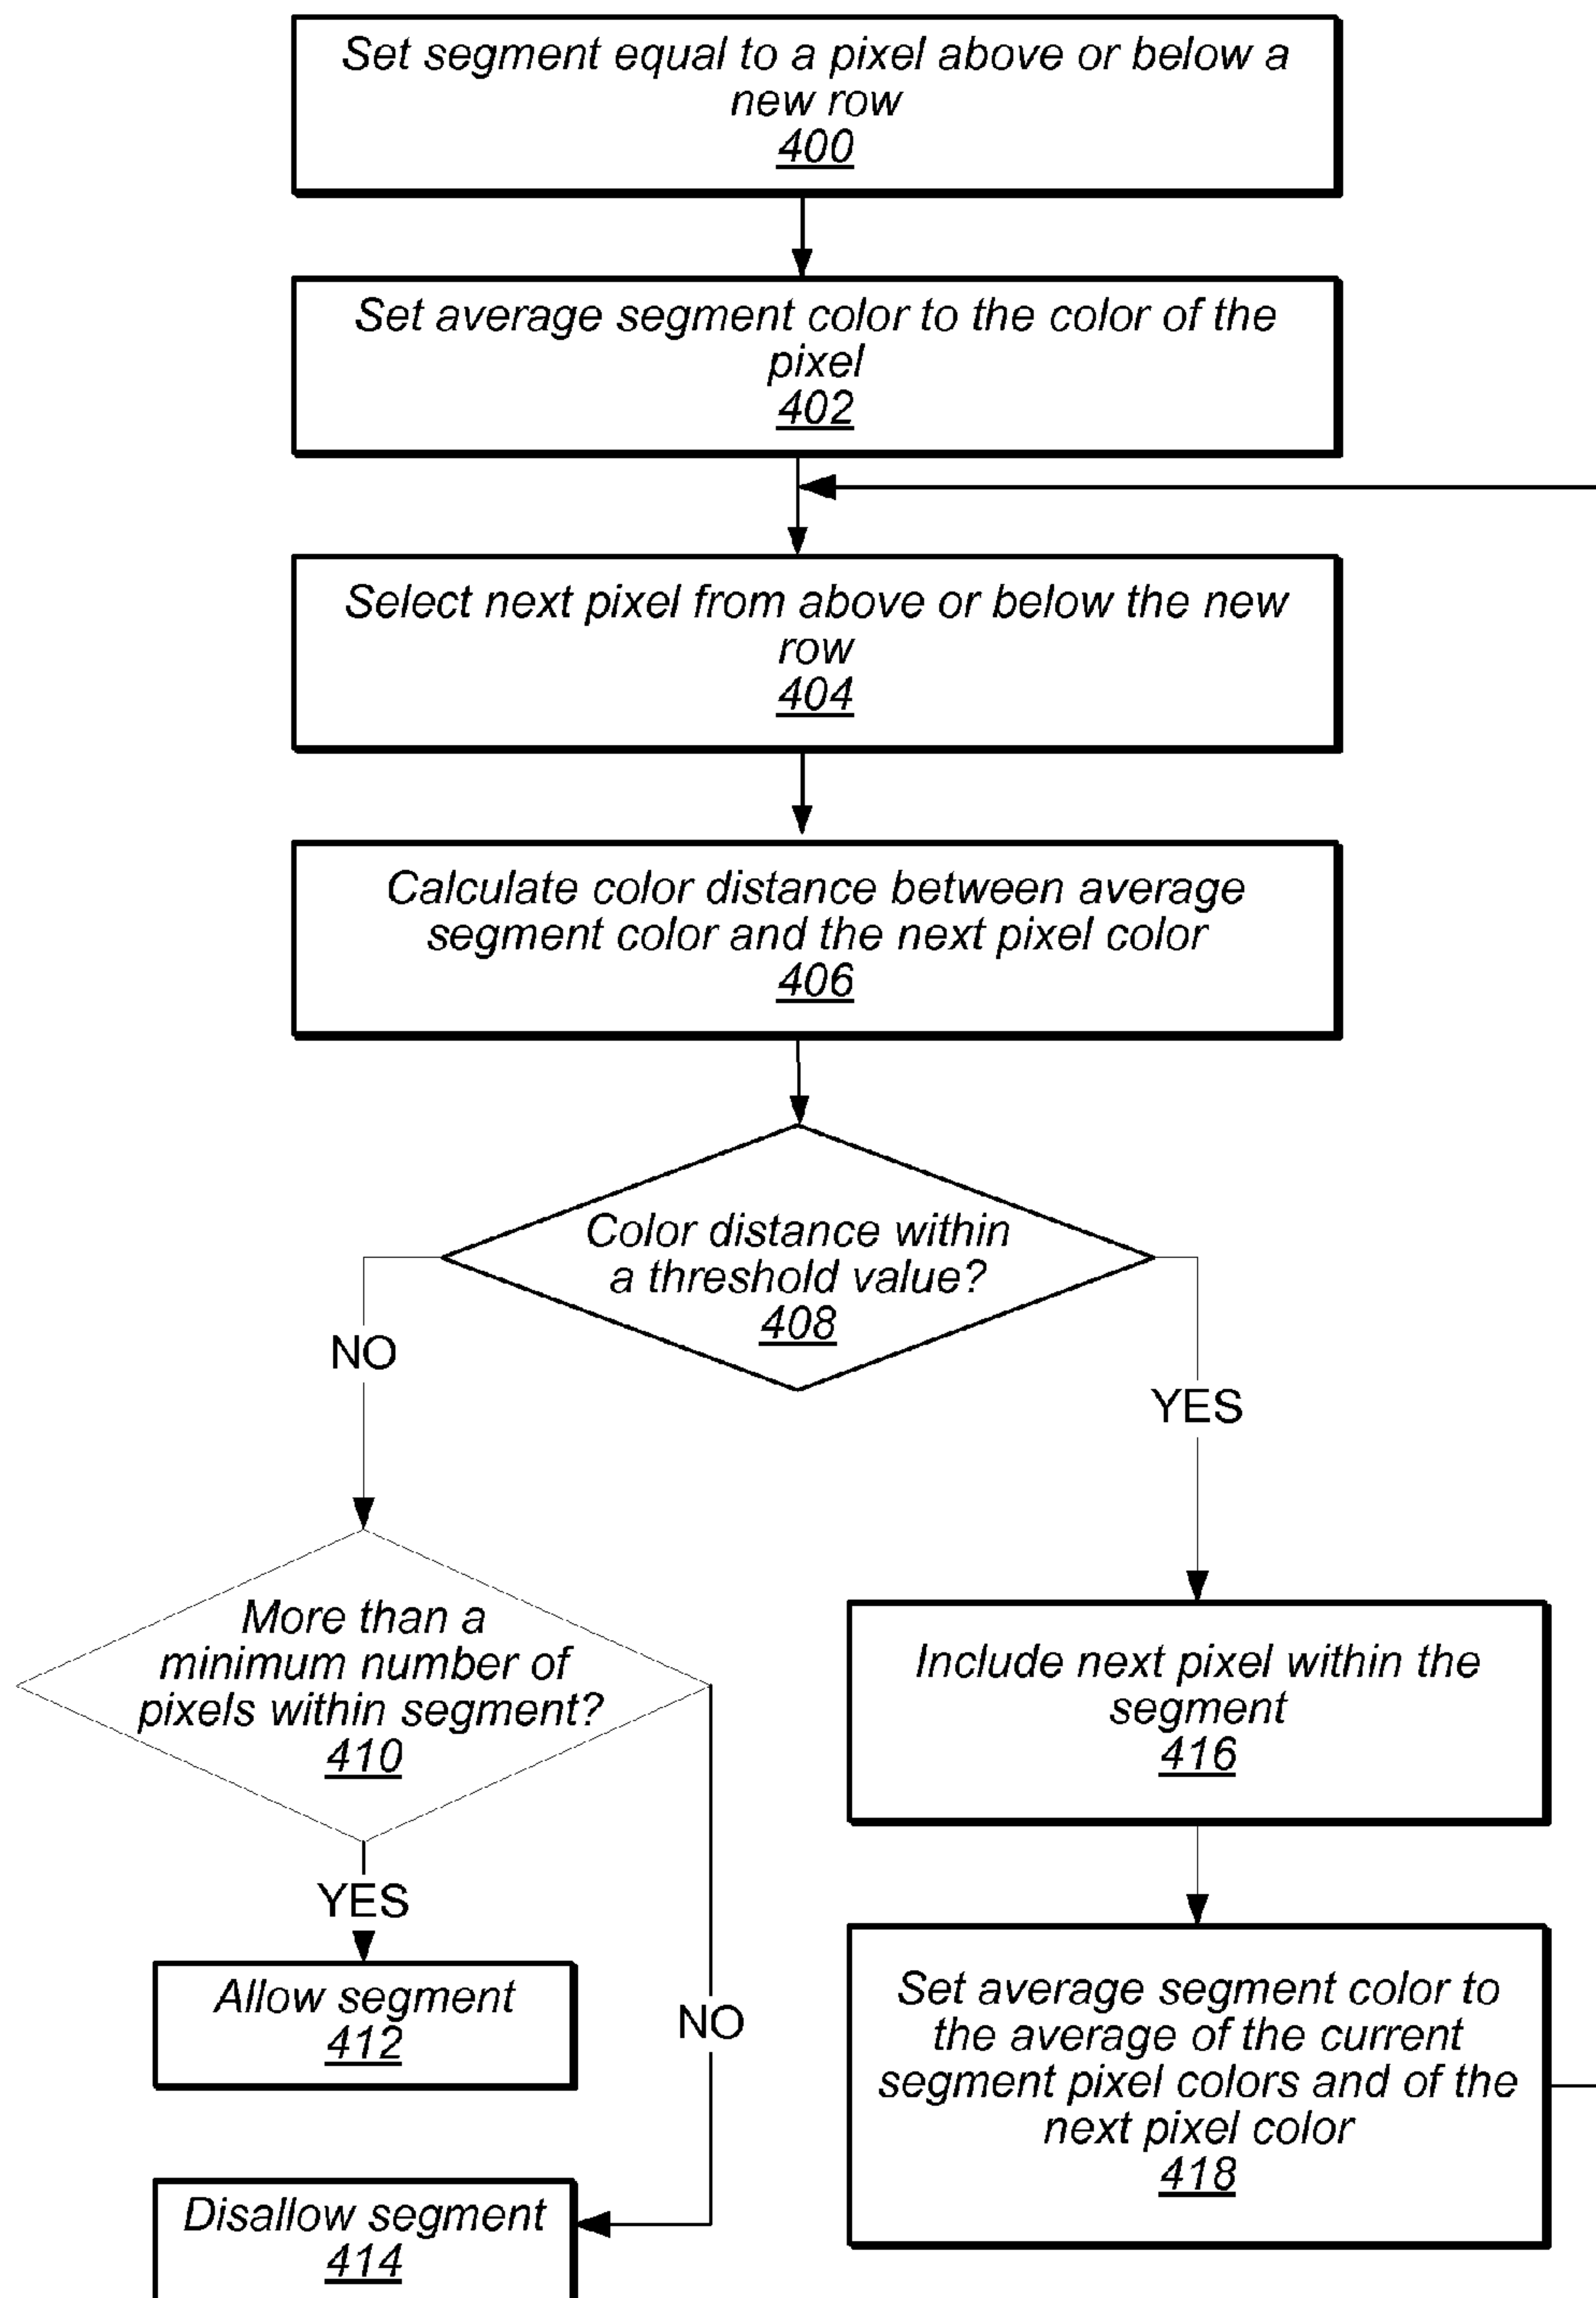 Set segment equal to a pixel above or below a
new row
400
Set average segment color to the color of the
pixel
402
Select next pixel from above or below the new
row
404
Calculate color distance between average
segment color and the next pixel color
406
Color distance within
a threshold value?
408
NO
YES
More than a
minimum number of
pixels within segment?
410
Include next pixel within the
segment
416
YES
Allow segment
412
NO
Set average segment color to
the average of the current
segment pixel colors and of the
next pixel color
418
Disallow segment
414